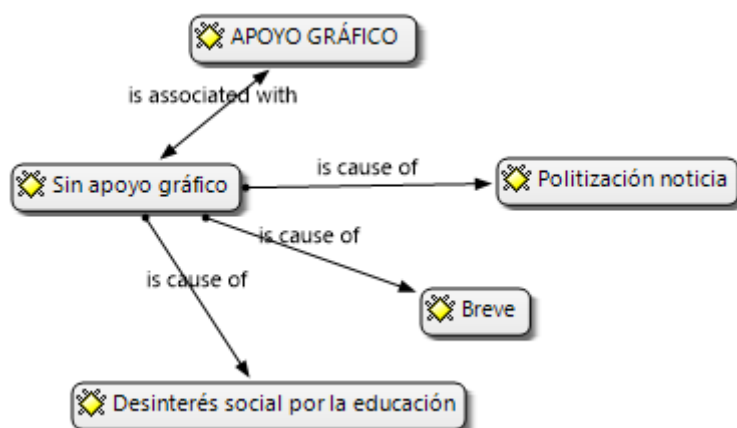 APOYO GRÁFICO
is associated with
Sin apoyo gráfico
is cause of
Politización noticia
is cause of
Breve
is cause of
Desinterés social por la educación